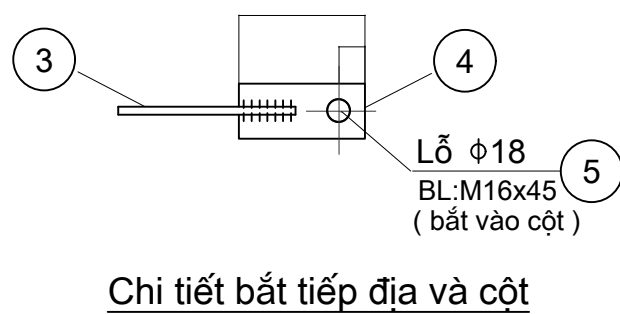 3
4
Lỗ ϕ18
5
BL:M16x45
( bắt vào cột )
Chi tiết bắt tiếp địa và cột